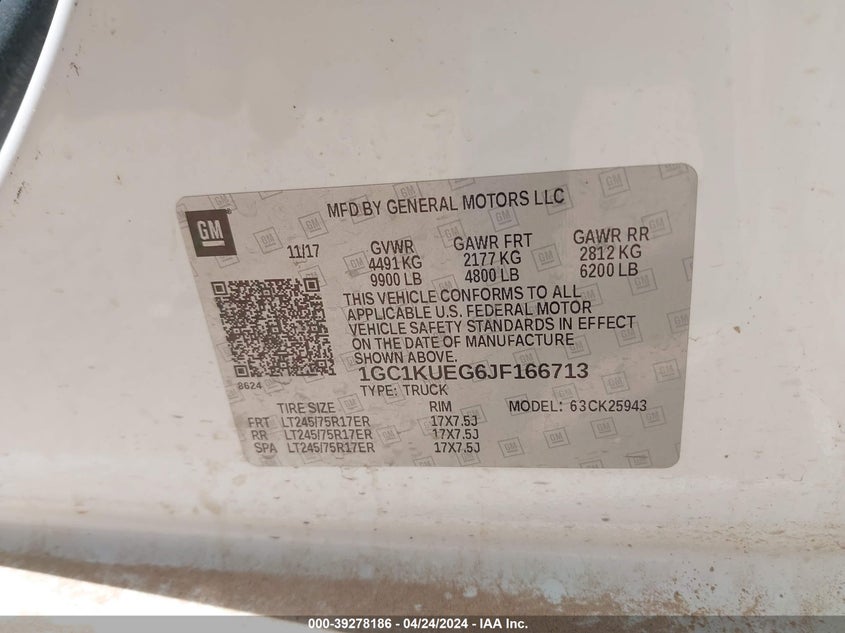 MFD BY GENERAL MOTORS LLC
GM
11/17 GVWR GAWR FRT GAWR RR
4491 KG 2177 KG 2812 KG
9900 LB 4800 LB 6200 LB
THIS VEHICLE CONFORMS TO ALL
APPLICABLE U.S. FEDERAL MOTOR
VEHICLE SAFETY STANDARDS IN EFFECT
ON THE DATE OF MANUFACTURE
SHOWN ABOVE.
8624
1GC1KUEG6JF166713
TYPE: TRUCK
TIRE SIZE RIM MODEL: 63CK25943
FRT LT245/75R17ER 17X7.5J
RR LT245/75R17ER 17X7.5J
SPA LT245/75R17ER 17X7.5J
000-39278186 - 04/24/2024 - IAA Inc.